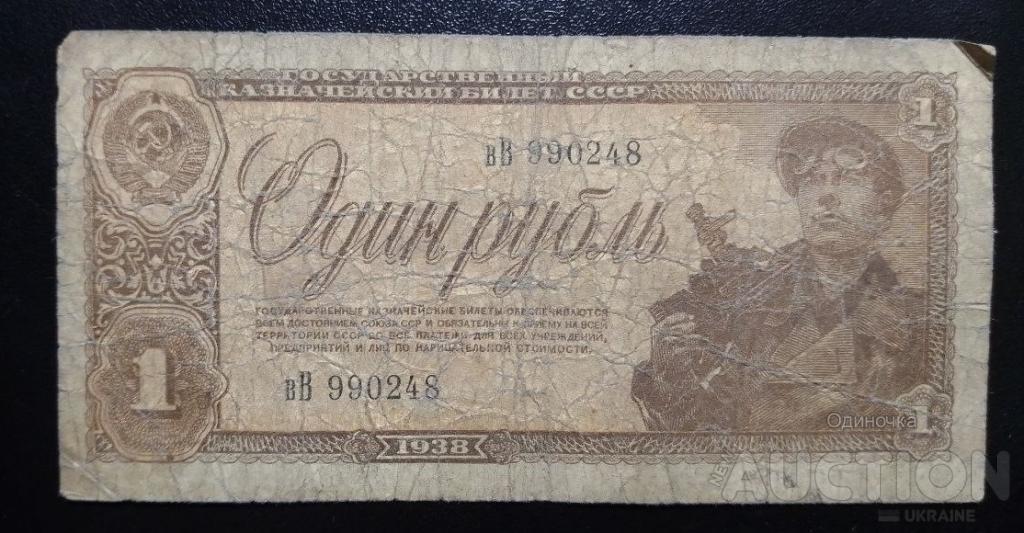 ГОСУДАРСТВЕННЫЙ
КАЗНАЧЕЙСКИЙ БИЛЕТ СССР
1
вВ 990248
Один рубль
ГОСУДАРСТВЕННЫЕ КАЗНАЧЕЙСКИЕ БИЛЕТЫ ОБЕСПЕЧИВАЮТСЯ
ВСЕМ ДОСТОЯНИЕМ СОЮЗА ССР И ОБЯЗАТЕЛЬНЫ К ПРИЕМУ НА ВСЕЙ
ТЕРРИТОРИИ СССР ВО ВСЕ ПЛАТЕЖИ ДЛЯ ВСЕХ УЧРЕЖДЕНИЙ,
ПРЕДПРИЯТИЙ И ЛИЦ ПО НАРИЦАТЕЛЬНОЙ СТОИМОСТИ.
1
вВ 990248
Одиночка
1
1938
AUCTION
UKRAINE